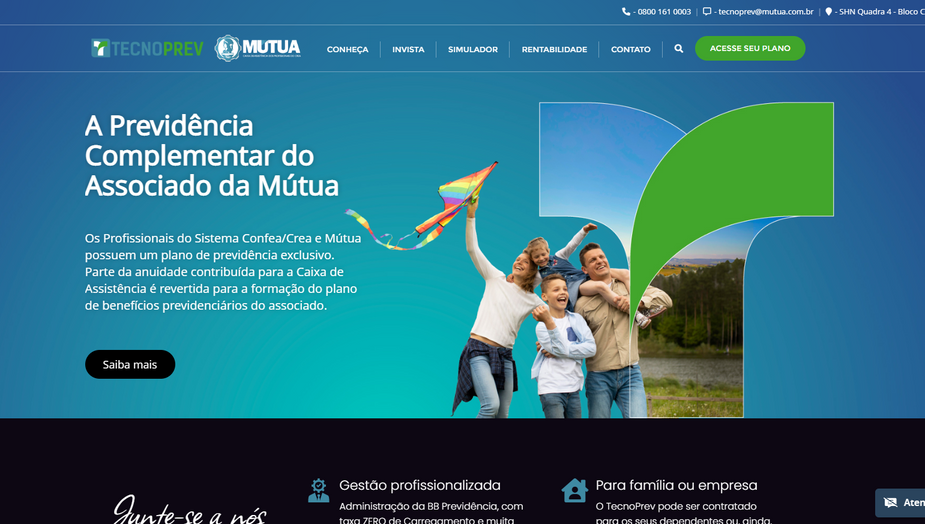 - 0800 161 0003 | - tecnoprev@mutua.com.br | - SHN Quadra 4 - Bloco C
TECNOPREV MUTUA CONHEÇA INVISTA SIMULADOR RENTABILIDADE CONTATO ACESSE SEU PLANO
A Previdência
Complementar do
Associado da Mútua
Os Profissionais do Sistema Confea/Crea e Mútua
possuem um plano de previdência exclusivo.
Parte da anuidade contribuída para a Caixa de
Assistência é revertida para a formação do plano
de benefícios previdenciários do associado.
Saiba mais
Junte-se a nós
Gestão profissionalizada
Administração da BB Previdência, com
taxa ZERO de Carregamento e muita
Para família ou empresa
O TecnoPrev pode ser contratado
para os seus dependentes ou, ainda,
Aten